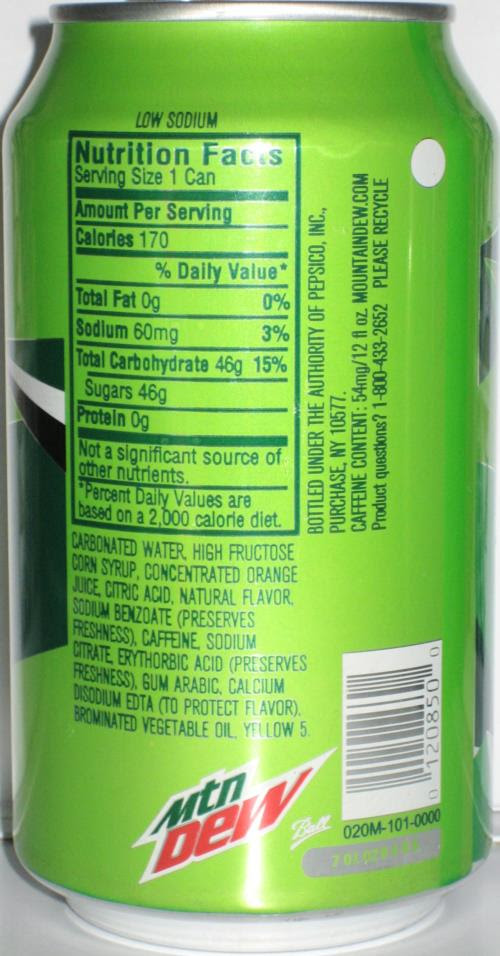 LOW SODIUM
Nutrition Facts
Serving Size 1 Can
Amount Per Serving
Calories 170
% Daily Value*
Total Fat 0g 0%
Sodium 60mg 3%
Total Carbohydrate 46g 15%
Sugars 46g
Protein 0g
Not a significant source of
other nutrients.
*Percent Daily Values are
based on a 2,000 calorie diet.
CARBONATED WATER, HIGH FRUCTOSE
CORN SYRUP, CONCENTRATED ORANGE
JUICE, CITRIC ACID, NATURAL FLAVOR,
SODIUM BENZOATE (PRESERVES
FRESHNESS), CAFFEINE, SODIUM
CITRATE, ERYTHORBIC ACID (PRESERVES
FRESHNESS), GUM ARABIC, CALCIUM
DISODIUM EDTA (TO PROTECT FLAVOR),
BROMINATED VEGETABLE OIL, YELLOW 5.
BOTTLED UNDER THE AUTHORITY OF PEPSICO, INC.,
PURCHASE, NY 10577.
CAFFEINE CONTENT: 54mg/12 fl oz MOUNTAINDEW.COM
Product questions? 1-800-433-2652 PLEASE RECYCLE
Mtn
DEW
Ball
0 120850 0
020M-101-0000